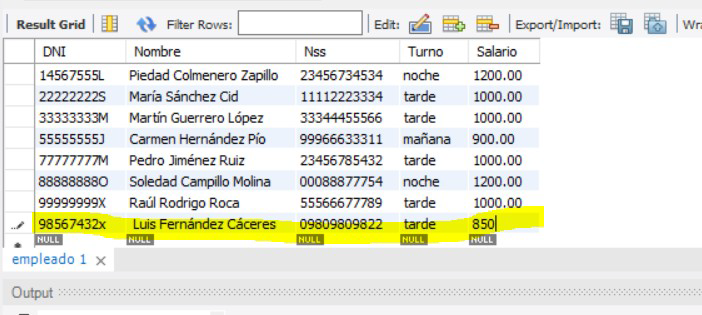 Result Grid Filter Rows: Edit: Export/Import: Wra
DNI Nombre Nss Turno Salario
14567555L Piedad Colmenero Zapillo 23456734534 noche 1200.00
22222222S María Sánchez Cid 11112223334 tarde 1000.00
33333333M Martín Guerrero López 33344455566 tarde 1000.00
55555555J Carmen Hernández Pío 99966633311 mañana 900.00
77777777M Pedro Jiménez Ruiz 23456785432 tarde 1000.00
88888888O Soledad Campillo Molina 00088877754 noche 1200.00
99999999X Raúl Rodrigo Roca 55566677789 tarde 1000.00
98567432x Luis Fernández Cáceres 09809809822 tarde 850
NULL NULL NULL NULL NULL
empleado 1
Output